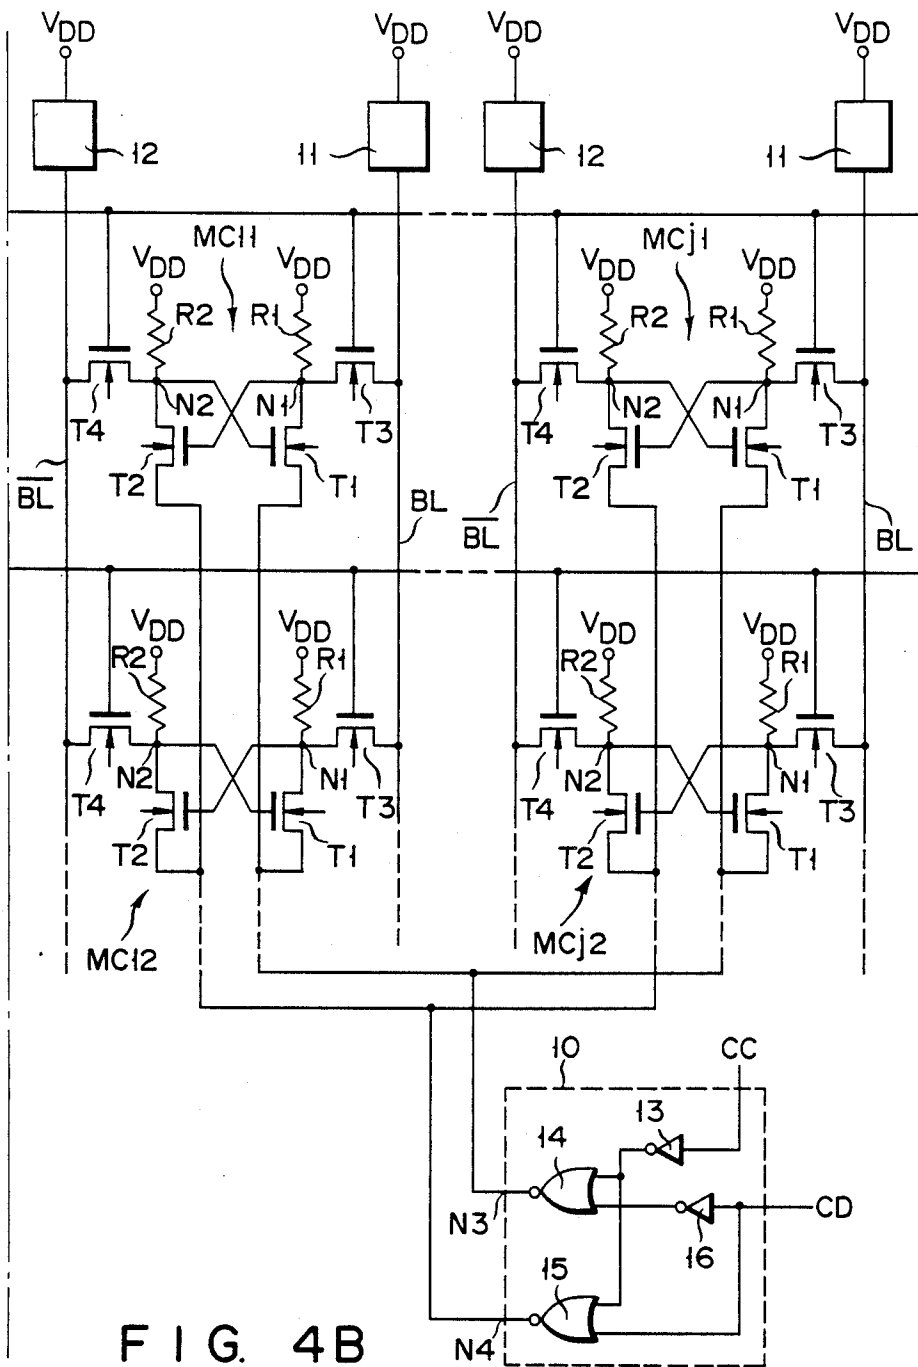 VDD VDD VDD VDD
12 11 12 11
MC11 MCj1
VDD VDD VDD VDD
R2 R1 R2 R1
N2 N1 N2 N1
T4 T3 T4 T3
T2 T1 T2 T1
BL BL BL BL
VDD VDD VDD VDD
R2 R1 R2 R1
N2 N1 N2 N1
T4 T3 T4 T3
T2 T1 T2 T1
MC12 MCj2
10 CC
13
14
N3 16 CD
15
N4
FIG. 4B